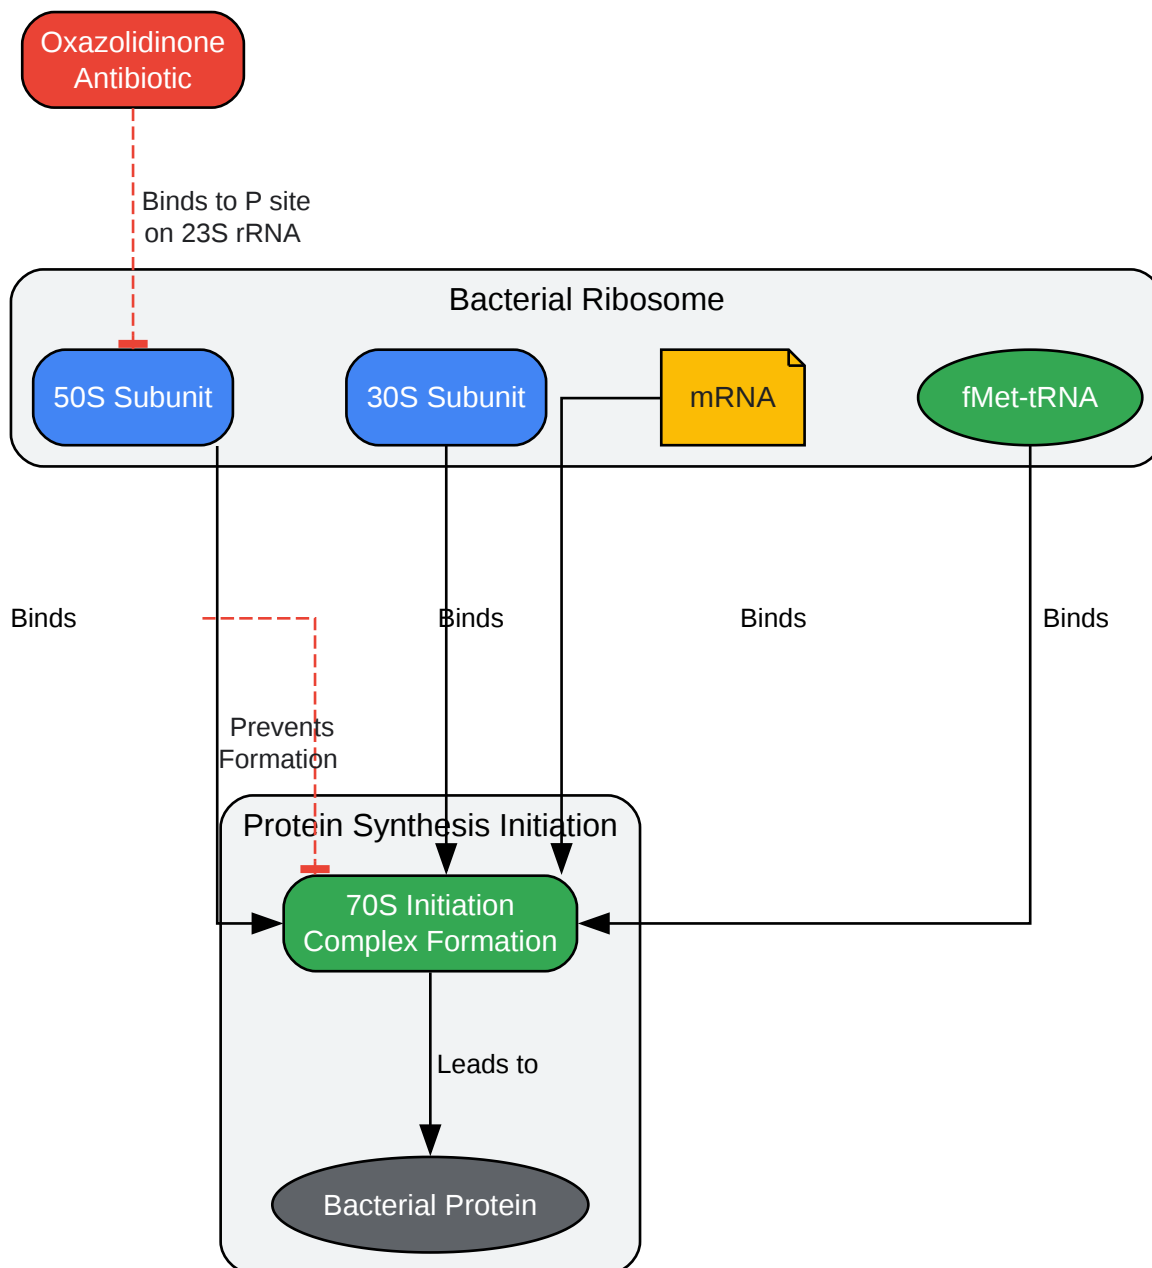 Oxazolidinone
Antibiotic
Binds to P site
on 23S rRNA
Bacterial Ribosome
50S Subunit
30S Subunit
mRNA
fMet-tRNA
Binds
Binds
Binds
Binds
Prevents
Formation
Protein Synthesis Initiation
70S Initiation
Complex Formation
Leads to
Bacterial Protein